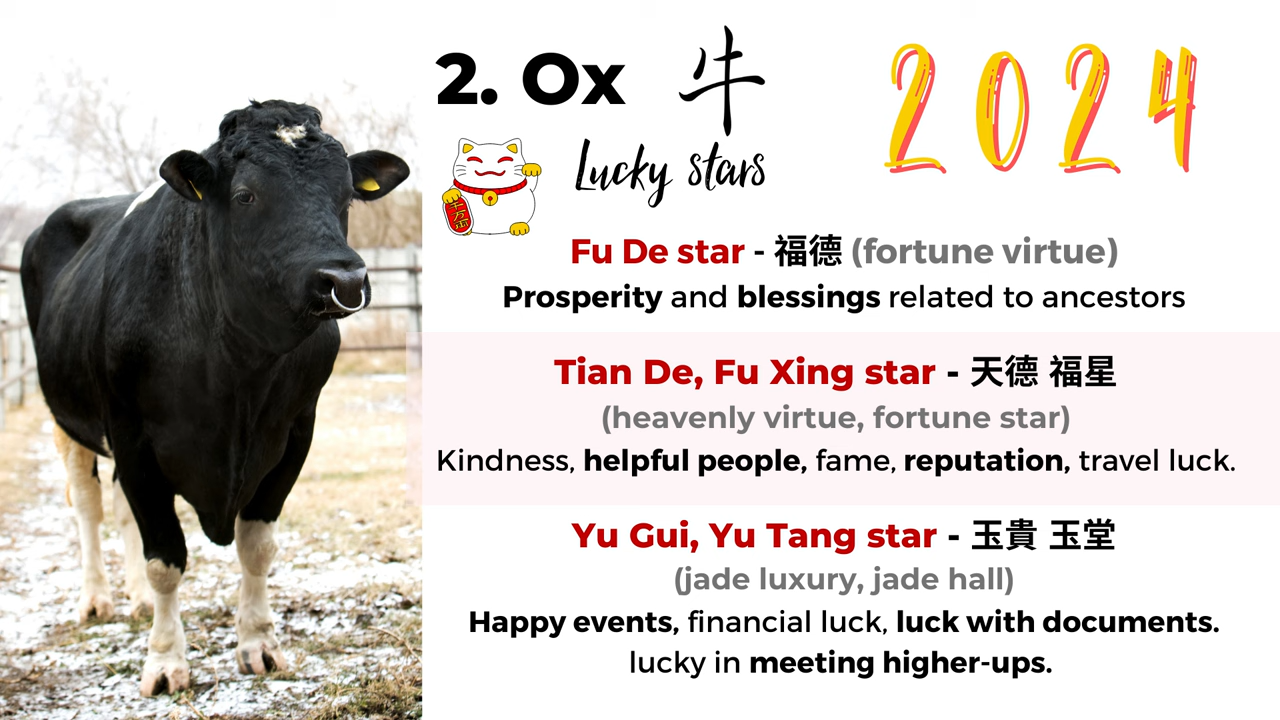 2. Ox 牛
2024
Lucky stars
千万両
Fu De star - 福德 (fortune virtue)
Prosperity and blessings related to ancestors
Tian De, Fu Xing star - 天德 福星
(heavenly virtue, fortune star)
Kindness, helpful people, fame, reputation, travel luck.
Yu Gui, Yu Tang star - 玉貴 玉堂
(jade luxury, jade hall)
Happy events, financial luck, luck with documents.
lucky in meeting higher-ups.